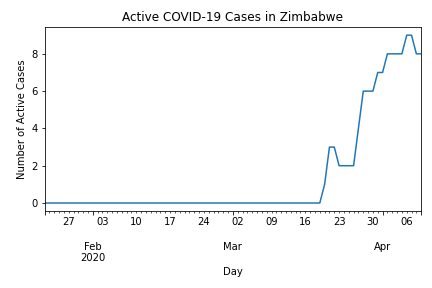 Active COVID-19 Cases in Zimbabwe
Number of Active Cases
8
6
4
2
0
27 03 10 17 24 02 09 16 23 30 06
Feb Mar Apr
2020
Day